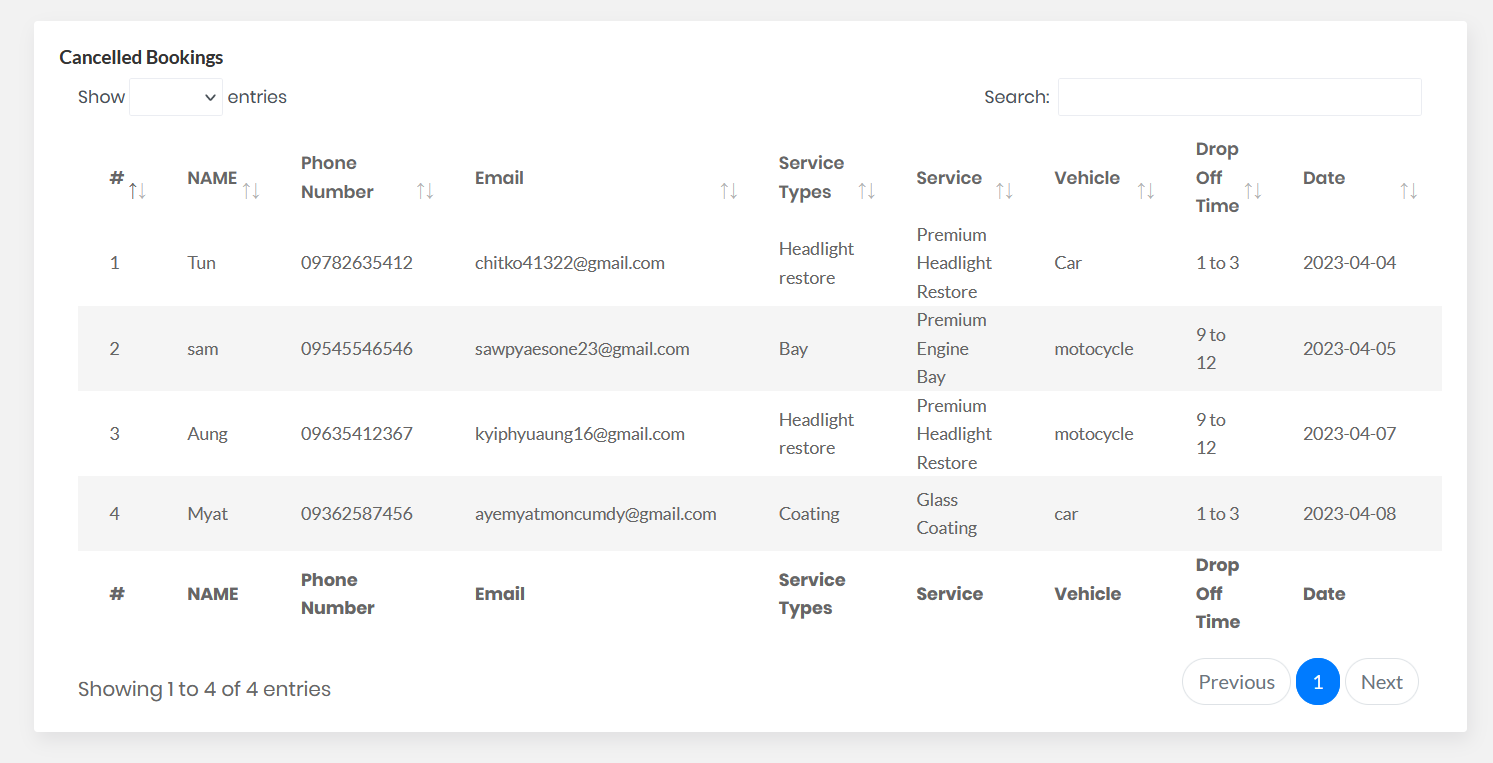 Cancelled Bookings
Show entries
Search:
# NAME Phone Number Email Service Types Service Vehicle Drop Off Time Date
1 Tun 09782635412 chitko41322@gmail.com Headlight restore Premium Headlight Restore Car 1 to 3 2023-04-04
2 sam 09545546546 sawpyaesone23@gmail.com Bay Premium Engine Bay motocycle 9 to 12 2023-04-05
3 Aung 09635412367 kyiphyuaung16@gmail.com Headlight restore Premium Headlight Restore motocycle 9 to 12 2023-04-07
4 Myat 09362587456 ayemyatmoncumdy@gmail.com Coating Glass Coating car 1 to 3 2023-04-08
# NAME Phone Number Email Service Types Service Vehicle Drop Off Time Date
Showing 1 to 4 of 4 entries
Previous 1 Next